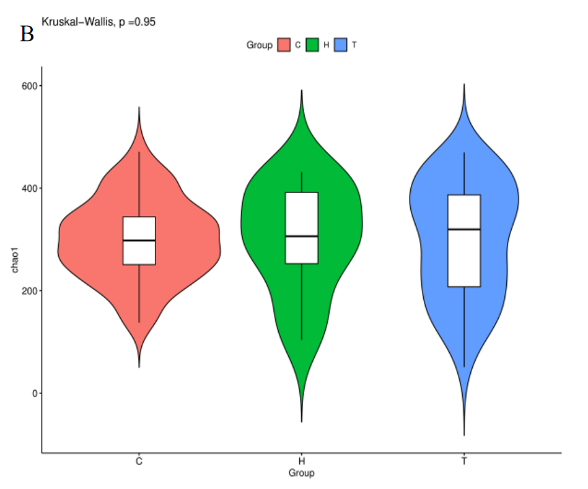 B
Kruskal−Wallis, p =0.95
Group C H T
600
400
200
0
chao1
C H T
Group